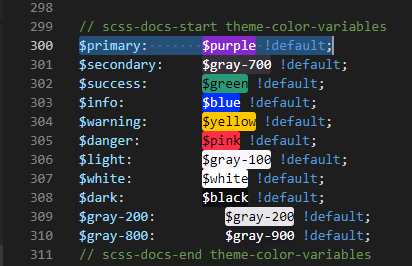 298
299 // scss-docs-start theme-color-variables
300 $primary: $purple !default;
301 $secondary: $gray-700 !default;
302 $success: $green !default;
303 $info: $blue !default;
304 $warning: $yellow !default;
305 $danger: $pink !default;
306 $light: $gray-100 !default;
307 $white: $white !default;
308 $dark: $black !default;
309 $gray-200: $gray-200 !default;
310 $gray-800: $gray-900 !default;
311 // scss-docs-end theme-color-variables